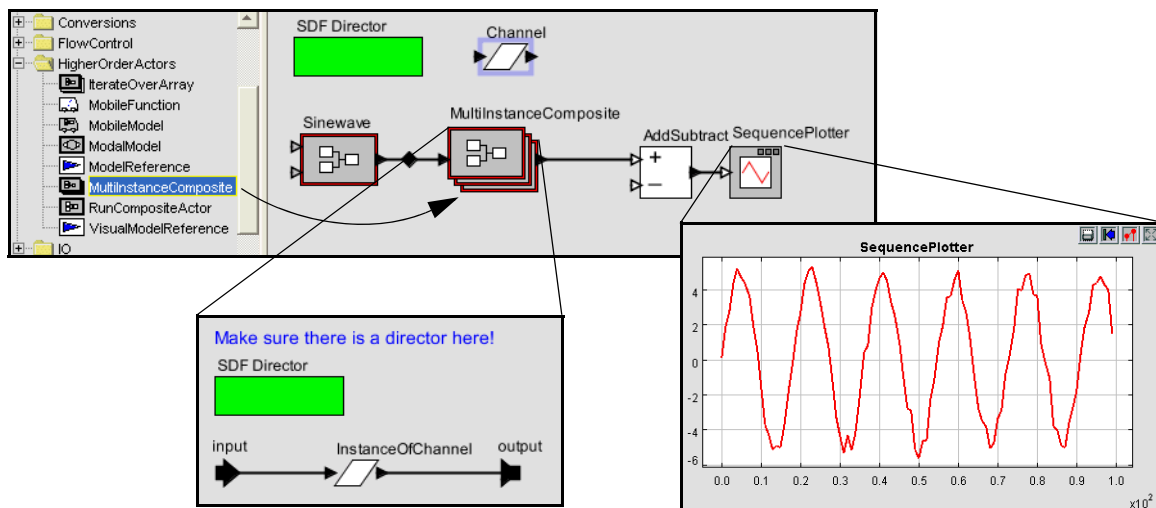 Conversions
FlowControl
HigherOrderActors
IterateOverArray
MobileFunction
MobileModel
ModalModel
ModelReference
MultiInstanceComposite
RunCompositeActor
VisualModelReference
IO
SDF Director
Channel
Sinewave
MultiInstanceComposite
AddSubtract
SequencePlotter
+
−
Make sure there is a director here!
SDF Director
input
InstanceOfChannel
output
SequencePlotter
4
2
0
-2
-4
-6
0.0 0.1 0.2 0.3 0.4 0.5 0.6 0.7 0.8 0.9 1.0
x10²